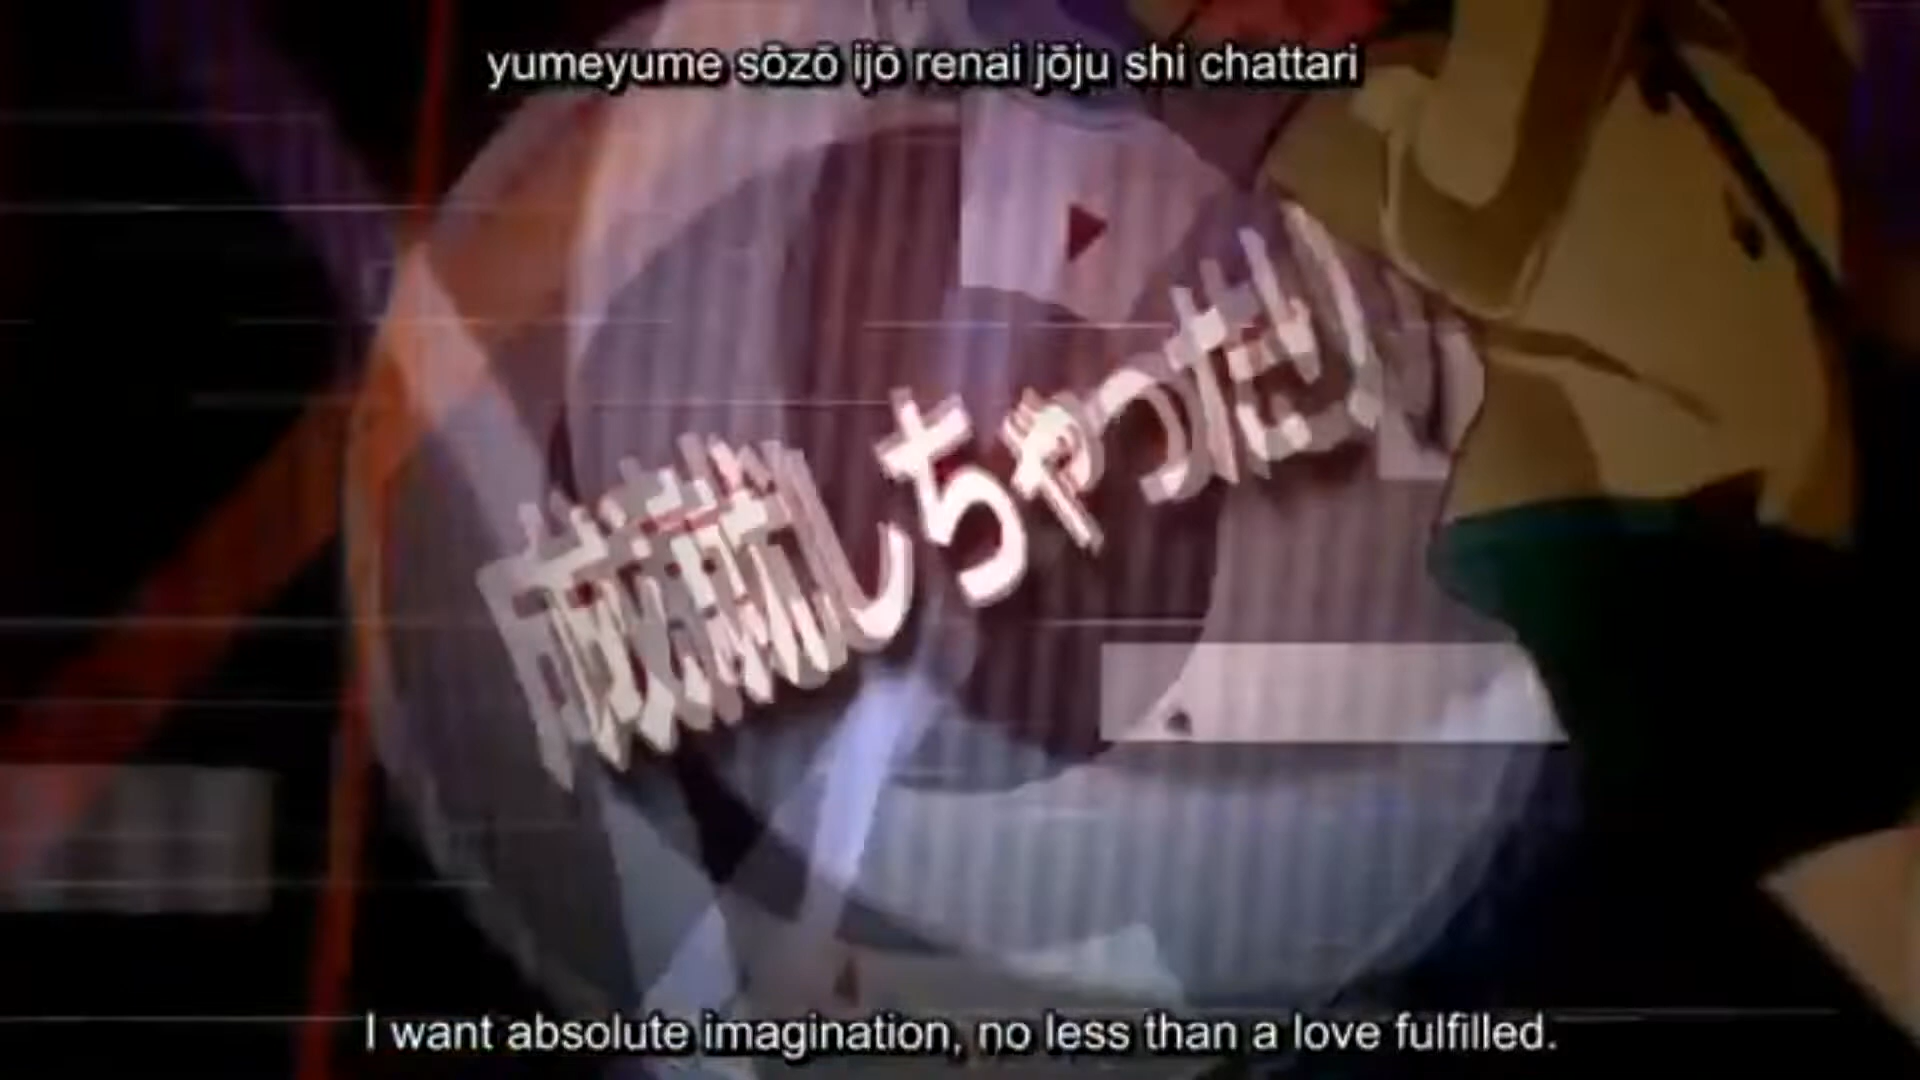 yumeyume sōzō ijō renai jōju shi chattari
成就しちゃったり
I want absolute imagination, no less than a love fulfilled.